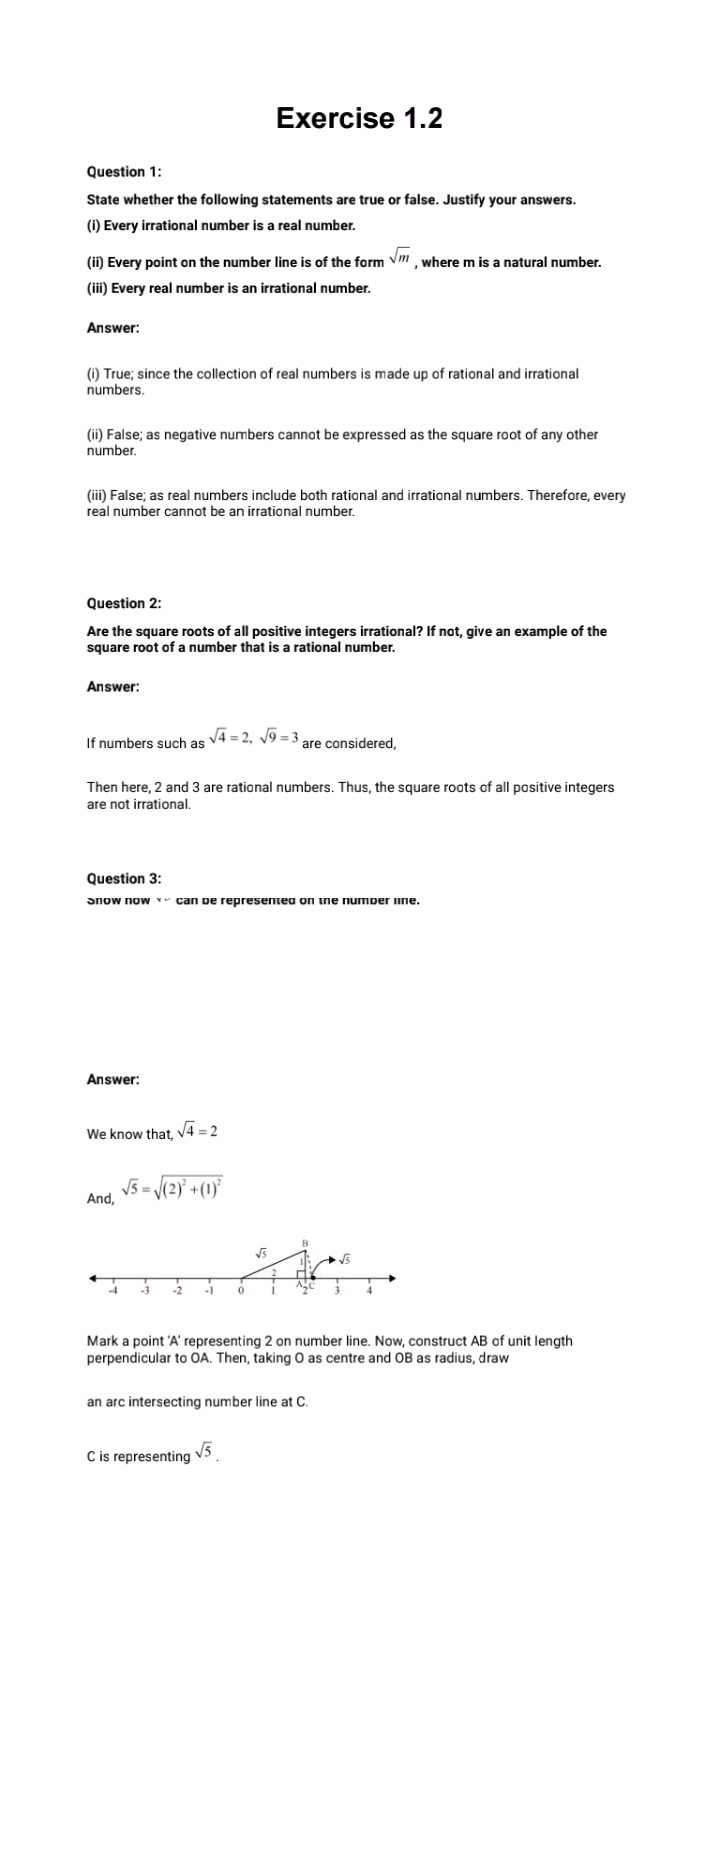 Exercise 1.2
Question 1:
State whether the following statements are true or false. Justify your answers.
(i) Every irrational number is a real number.
(ii) Every point on the number line is of the form √m , where m is a natural number.
(iii) Every real number is an irrational number.
Answer:
(i) True; since the collection of real numbers is made up of rational and irrational
numbers.
(ii) False; as negative numbers cannot be expressed as the square root of any other
number.
(iii) False; as real numbers include both rational and irrational numbers. Therefore, every
real number cannot be an irrational number.
Question 2:
Are the square roots of all positive integers irrational? If not, give an example of the
square root of a number that is a rational number.
Answer:
If numbers such as √4 = 2, √9 = 3 are considered,
Then here, 2 and 3 are rational numbers. Thus, the square roots of all positive integers
are not irrational.
Question 3:
Show how can be represented on the number line.
Answer:
We know that, √4 = 2
And, √5 = √(2)² + (1)²
B
√5 1 √5
2
A C
-4 -3 -2 -1 0 1 2 3 4
Mark a point 'A' representing 2 on number line. Now, construct AB of unit length
perpendicular to OA. Then, taking O as centre and OB as radius, draw
an arc intersecting number line at C.
C is representing √5 .